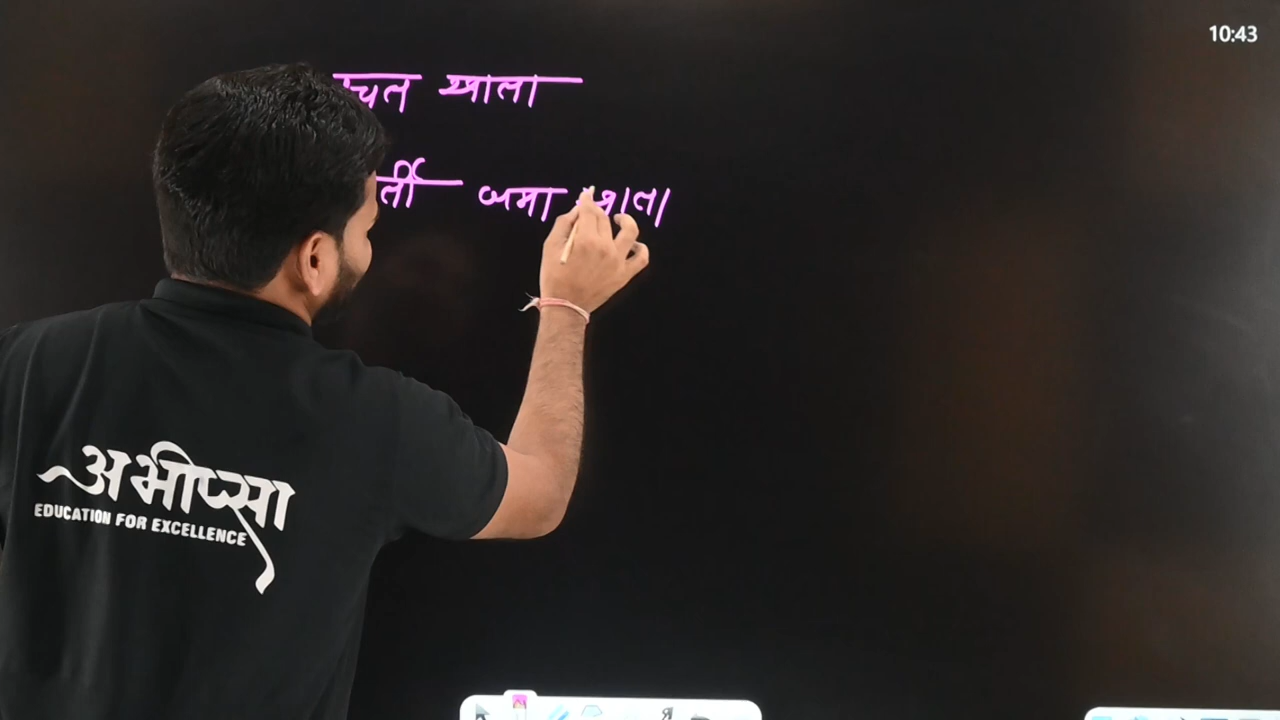 10:43
चत खाता
र्ती जमा खाता
अभीप्सा
EDUCATION FOR EXCELLENCE